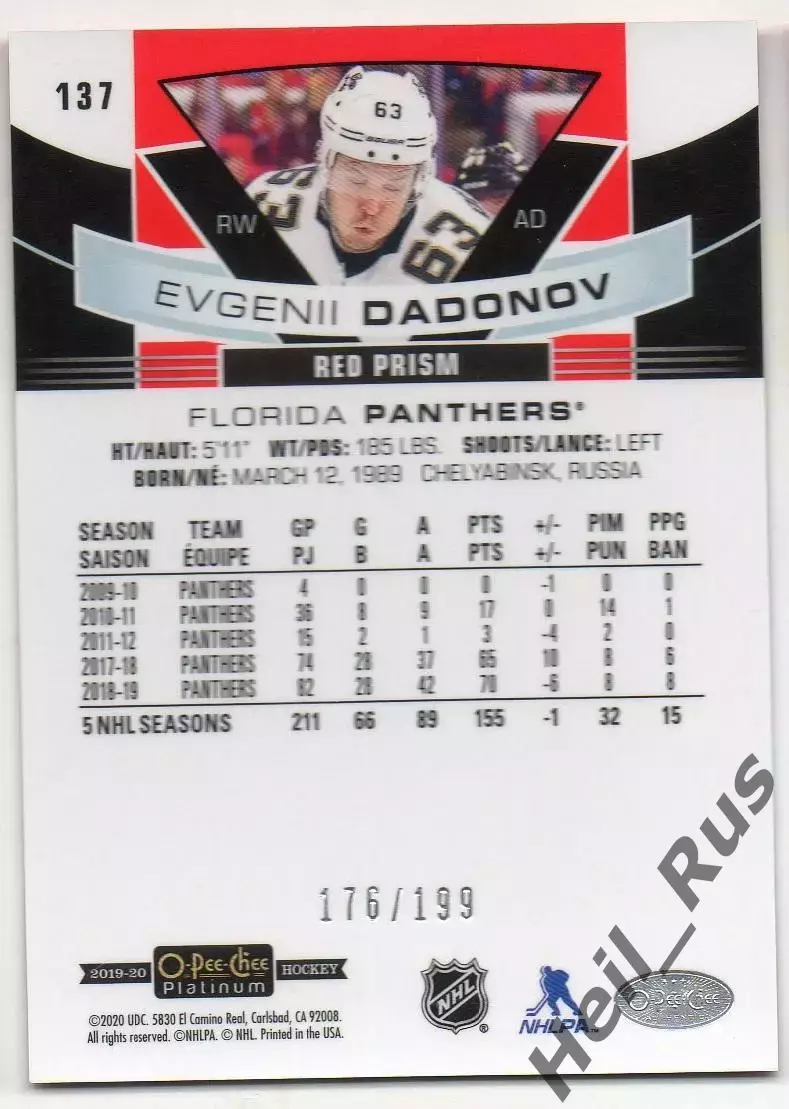 137
63
63
63
RW AD
EVGENII DADONOV
RED PRISM
FLORIDA PANTHERS®
HT/HAUT: 5'11" WT/PDS: 185 LBS. SHOOTS/LANCE: LEFT
BORN/NÉ: MARCH 12, 1989 CHELYABINSK, RUSSIA
SEASON TEAM GP G A PTS +/- PIM PPG
SAISON ÉQUIPE PJ B A PTS +/- PUN BAN
2009-10 PANTHERS 4 0 0 0 -1 0 0
2010-11 PANTHERS 36 8 9 17 0 14 1
2011-12 PANTHERS 15 2 1 3 -4 2 0
2017-18 PANTHERS 74 28 37 65 10 8 6
2018-19 PANTHERS 82 28 42 70 -6 8 8
5 NHL SEASONS 211 66 89 155 -1 32 15
176/199
2019-20 O-Pee-Chee HOCKEY
Platinum
©2020 UDC. 5830 El Camino Real, Carlsbad, CA 92008.
All rights reserved. ©NHLPA. © NHL. Printed in the USA.
NHL ®
NHLPA™
O-Pee-Chee
Heil_Rus